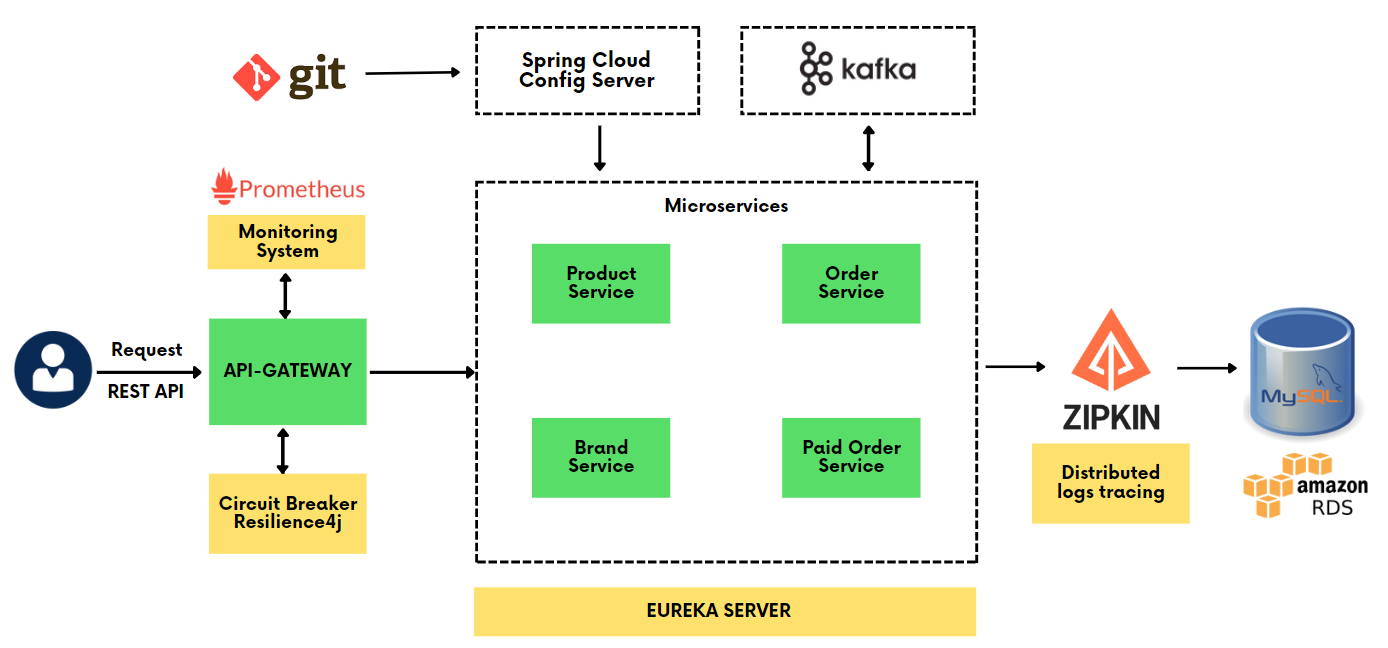 git
Spring Cloud
Config Server
kafka
Prometheus
Monitoring
System
Microservices
Product
Service
Order
Service
Request
REST API
API-GATEWAY
ZIPKIN
MySQL
Brand
Service
Paid Order
Service
Circuit Breaker
Resilience4j
Distributed
logs tracing
amazon
RDS
EUREKA SERVER